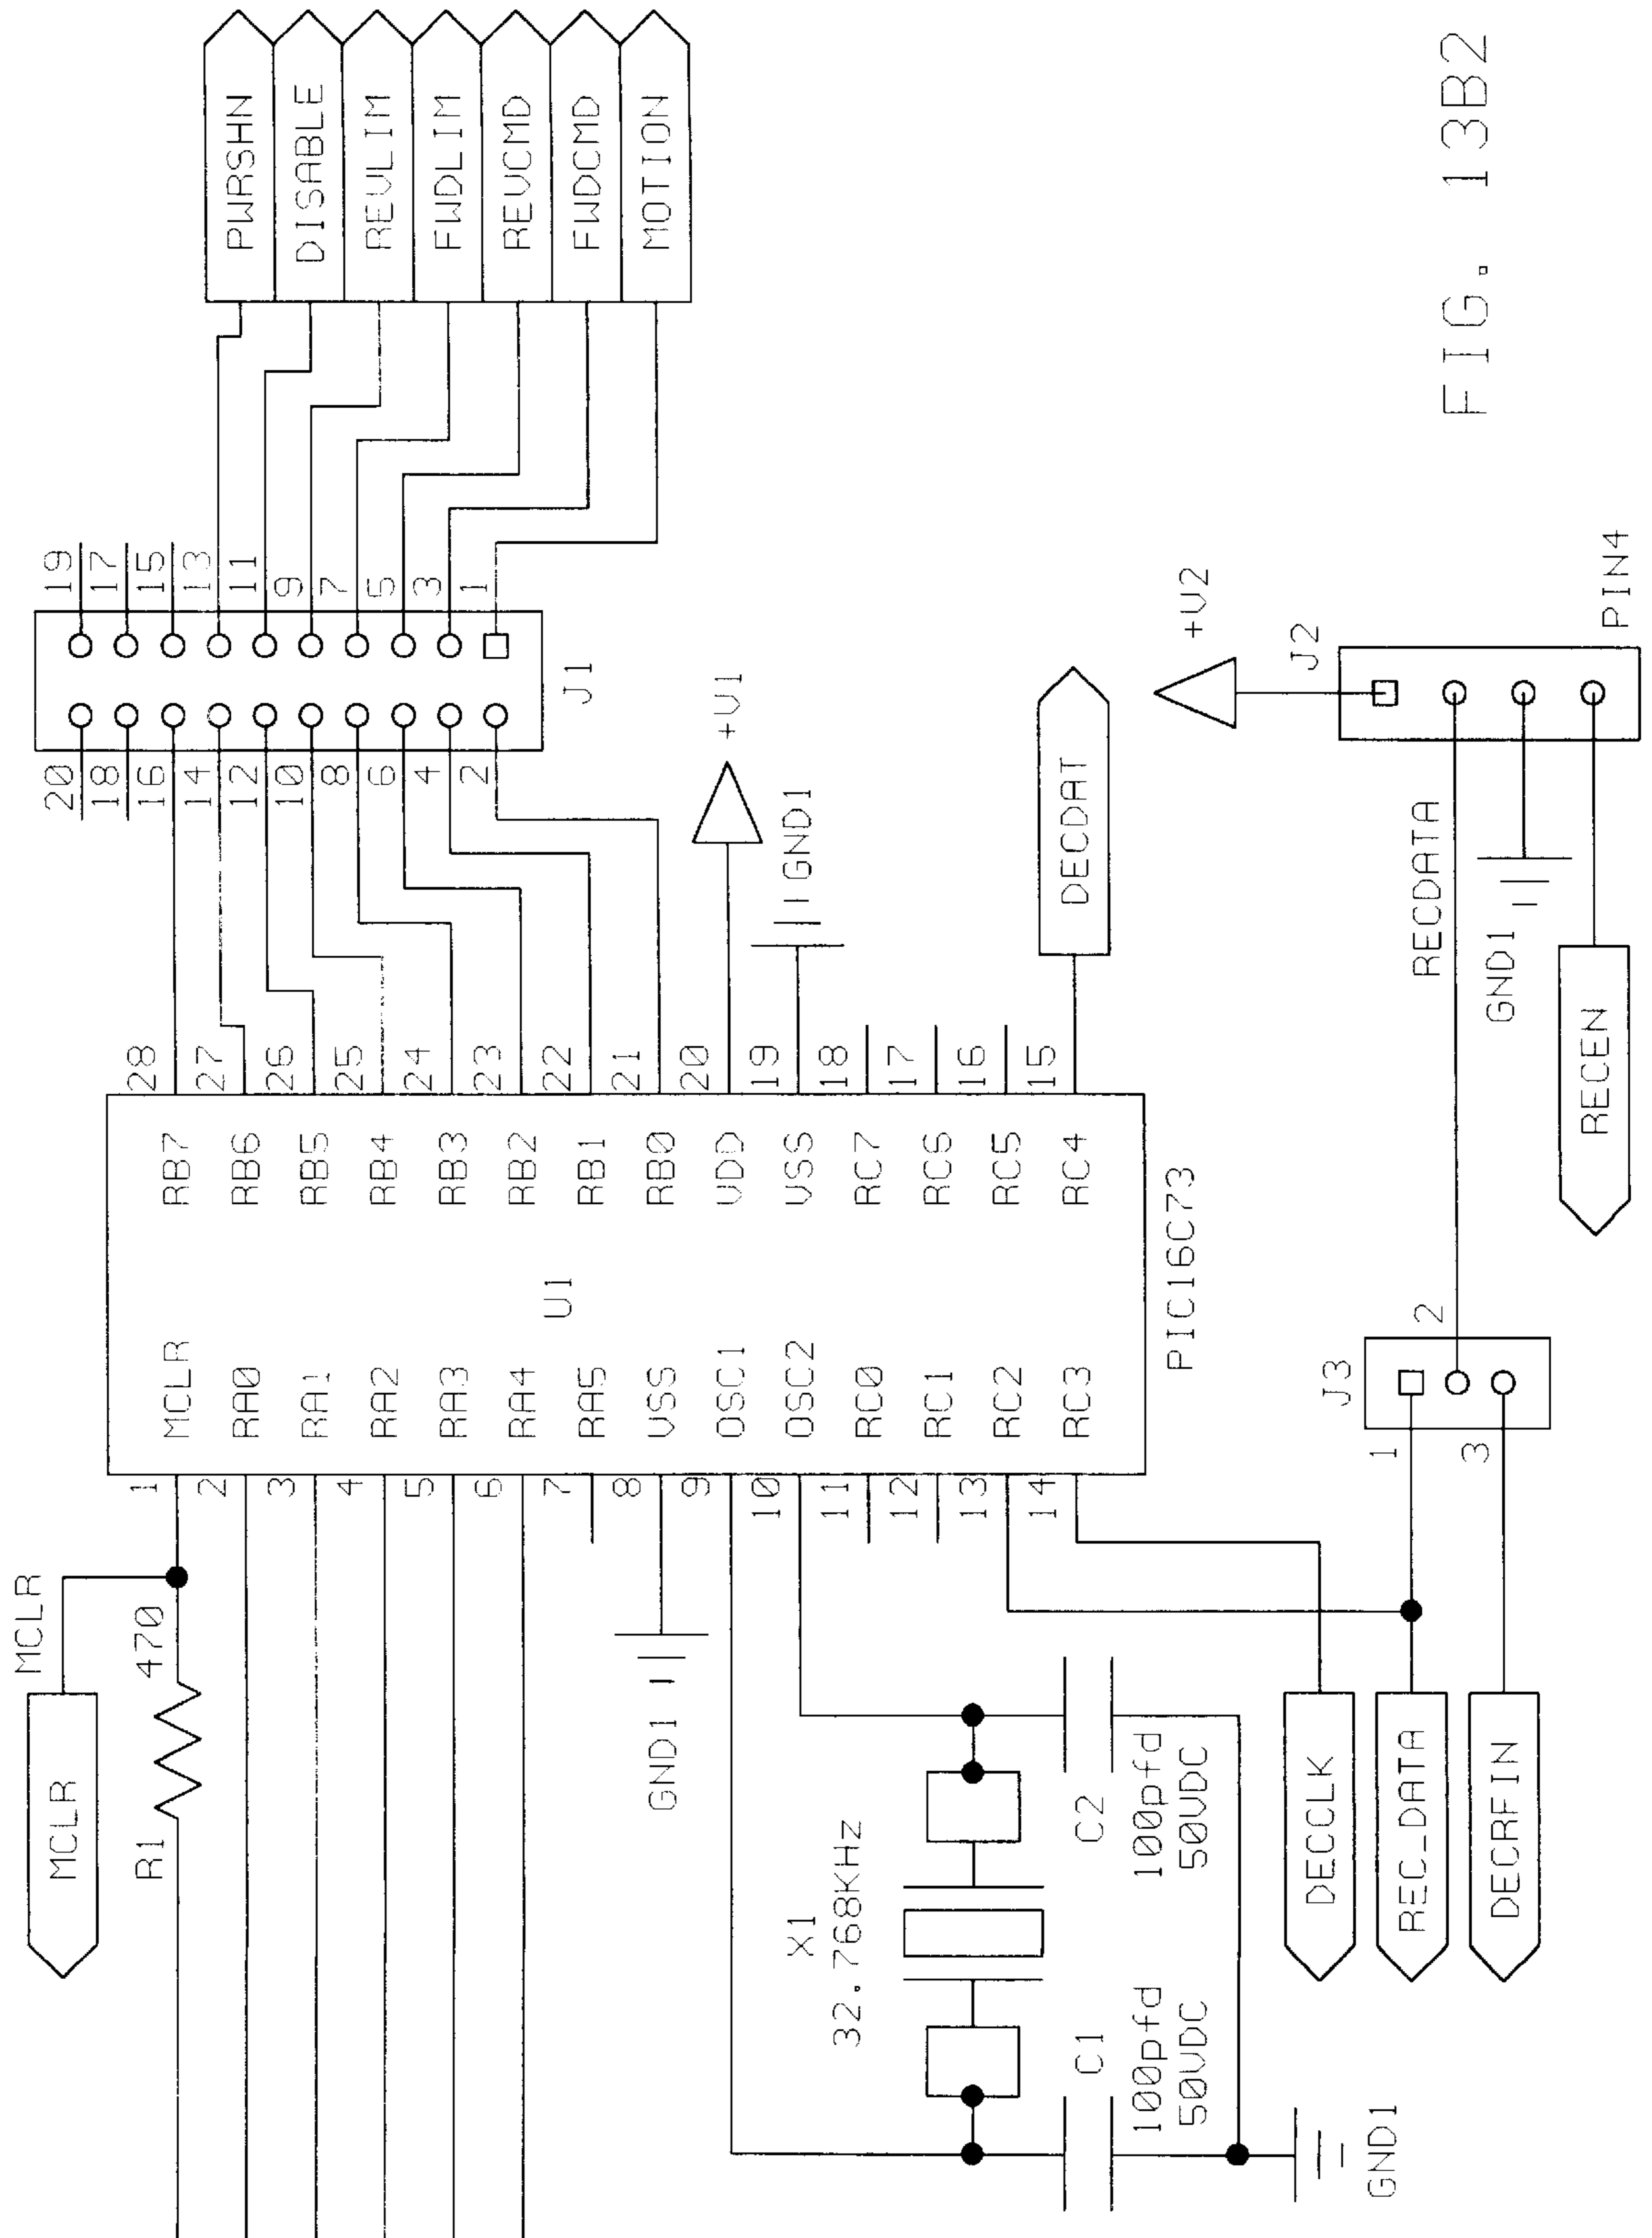 MCLR
MCLR
R1
470
1
2
3
4
5
6
7
8
9
10
11
12
13
14
MCLR
RA0
RA1
RA2
RA3
RA4
RA5
VSS
OSC1
OSC2
RC0
RC1
RC2
RC3
U1
RB7
RB6
RB5
RB4
RB3
RB2
RB1
RB0
VDD
VSS
RC7
RC6
RC5
RC4
28
27
26
25
24
23
22
21
20
19
18
17
16
15
PIC16C73
GND1
X1
32.768KHz
C1
100pfd
50VDC
C2
100pfd
50VDC
GND1
DECCLK
REC_DATA
DECRFIN
J3
1
2
3
RECDATA
GND1
RECEN
J2
PIN4
+V2
DECDAT
+V1
GND1
20
18
16
14
12
10
8
6
4
2
J1
19
17
15
13
11
9
7
5
3
1
PWRSHN
DISABLE
REVLIM
FWDLIM
REVCMD
FWDCMD
MOTION
FIG. 13B2